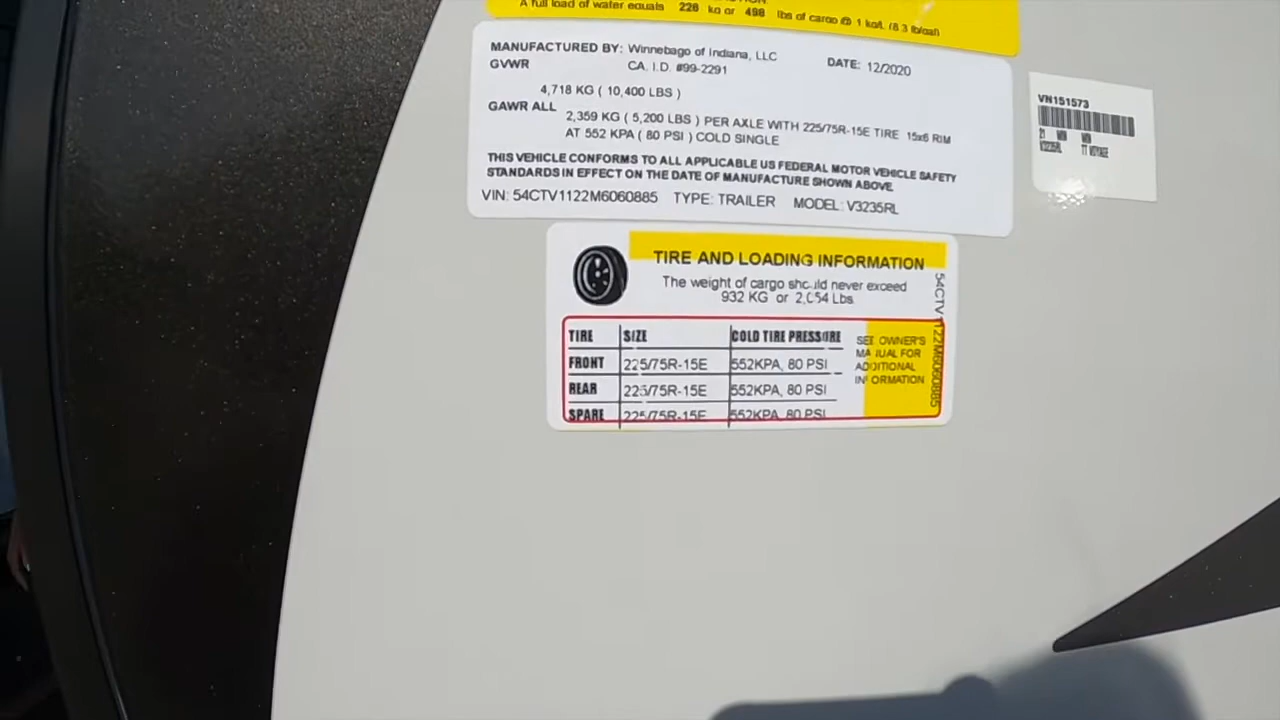 A full load of water equals 226 kg or 498 lbs of cargo @ 1 kg/L (8.3 lb/gal)
MANUFACTURED BY: Winnebago of Indiana, LLC DATE: 12/2020
GVWR CA. I.D. #99-2291
4,718 KG ( 10,400 LBS )
GAWR ALL
2,359 KG ( 5,200 LBS ) PER AXLE WITH 225/75R-15E TIRE 15x6 RIM
AT 552 KPA ( 80 PSI ) COLD SINGLE
THIS VEHICLE CONFORMS TO ALL APPLICABLE US FEDERAL MOTOR VEHICLE SAFETY
STANDARDS IN EFFECT ON THE DATE OF MANUFACTURE SHOWN ABOVE
VIN: 54CTV1122M6060885 TYPE: TRAILER MODEL: V3235RL
VN151573
TIRE AND LOADING INFORMATION
The weight of cargo should never exceed
932 KG or 2,054 Lbs.
TIRE SIZE COLD TIRE PRESSURE
FRONT 225/75R-15E 552KPA, 80 PSI
REAR 225/75R-15E 552KPA, 80 PSI
SPARE 225/75R-15E 552KPA, 80 PSI
SEE OWNER'S
MANUAL FOR
ADDITIONAL
INFORMATION
54CTV1122M6060885